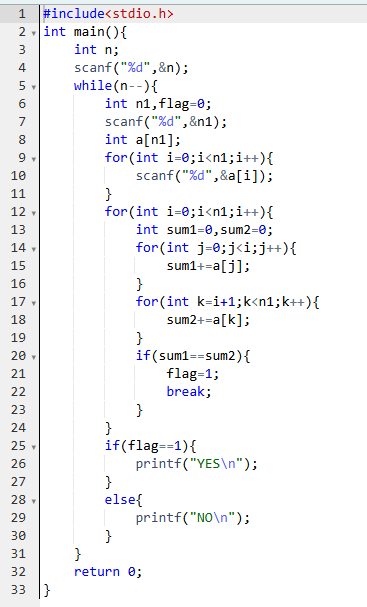 1 #include<stdio.h>
2 int main(){
3     int n;
4     scanf("%d",&n);
5     while(n--){
6         int n1,flag=0;
7         scanf("%d",&n1);
8         int a[n1];
9         for(int i=0;i<n1;i++){
10             scanf("%d",&a[i]);
11         }
12         for(int i=0;i<n1;i++){
13             int sum1=0,sum2=0;
14             for(int j=0;j<i;j++){
15                 sum1+=a[j];
16             }
17             for(int k=i+1;k<n1;k++){
18                 sum2+=a[k];
19             }
20             if(sum1==sum2){
21                 flag=1;
22                 break;
23             }
24         }
25         if(flag==1){
26             printf("YES\n");
27         }
28         else{
29             printf("NO\n");
30         }
31     }
32     return 0;
33 }